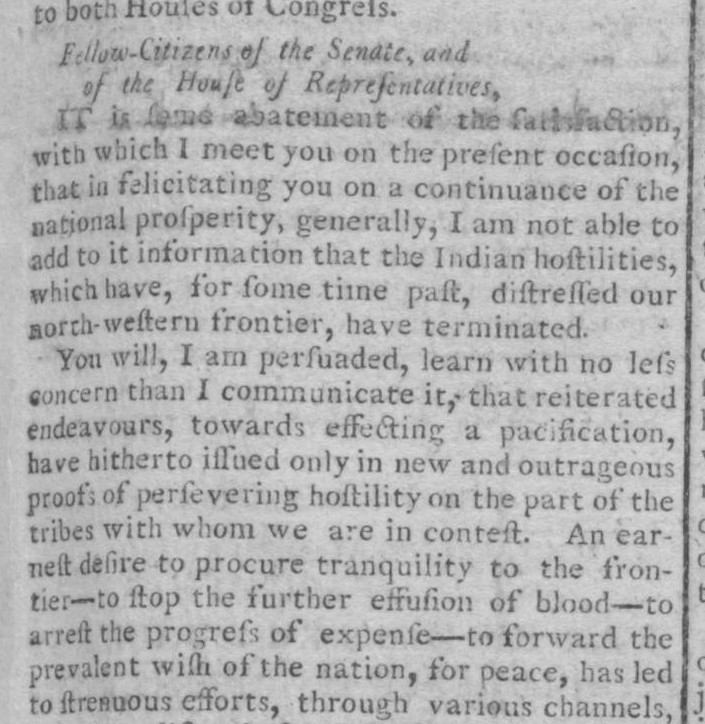 to both Houſes of Congreſs.
Fellow-Citizens of the Senate, and
of the Houſe of Repreſentatives,
IT is ſome abatement of the ſatisfaction,
with which I meet you on the preſent occaſion,
that in felicitating you on a continuance of the
national proſperity, generally, I am not able to
add to it information that the Indian hoſtilities,
which have, for ſome time paſt, diſtreſſed our
north-weſtern frontier, have terminated.
You will, I am perſuaded, learn with no leſs
concern than I communicate it, that reiterated
endeavours, towards effecting a pacification,
have hitherto iſſued only in new and outrageous
proofs of perſevering hoſtility on the part of the
tribes with whom we are in conteſt. An ear-
neſt deſire to procure tranquility to the fron-
tier—to ſtop the further effuſion of blood—to
arreſt the progreſs of expenſe—to forward the
prevalent wiſh of the nation, for peace, has led
to ſtrenuous efforts, through various channels,